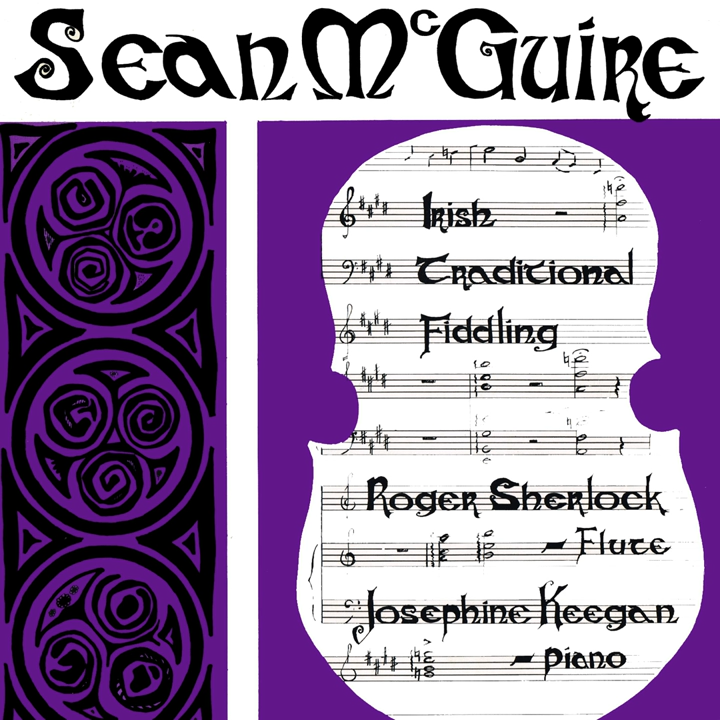 Sean McGuire
Irish
Traditional
Fiddling
Roger Sherlock
- Flute
Josephine Keegan
- Piano